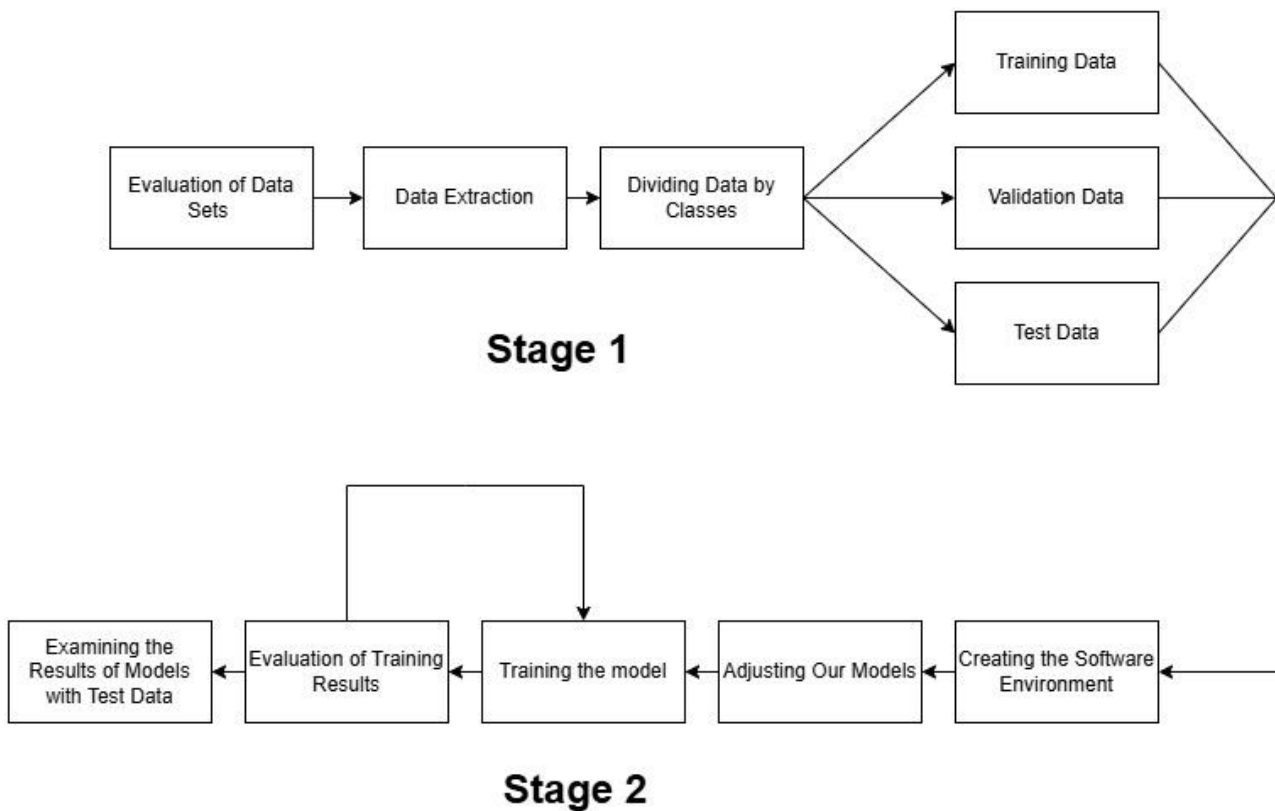 Training Data
Evaluation of Data
Sets
Data Extraction
Dividing Data by
Classes
Validation Data
Test Data
Stage 1
Examining the
Results of Models
with Test Data
Evaluation of Training
Results
Training the model
Adjusting Our Models
Creating the Software
Environment
Stage 2